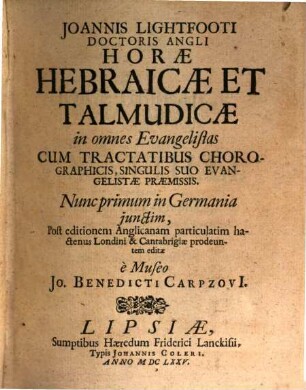 JOANNIS LIGHTFOOTI
DOCTORIS ANGLI
HORÆ
HEBRAICÆ ET
TALMUDICÆ
in omnes Evangelistas
CUM TRACTATIBUS CHORO-
GRAPHICIS, SINGULIS SUO EVAN-
GELISTÆ PRÆMISSIS.
Nunc primum in Germania
junctim,
Post editionem Anglicanam particulatim ha-
ctenus Londini & Cantabrigiæ prodeun-
tem editæ
è Museo
JO. BENEDICTI CARPZOVI.
LIPSIÆ,
Sumptibus Hæredum Friderici Lanckisii,
Typis JOHANNIS COLERI.
ANNO M DC LXXV.